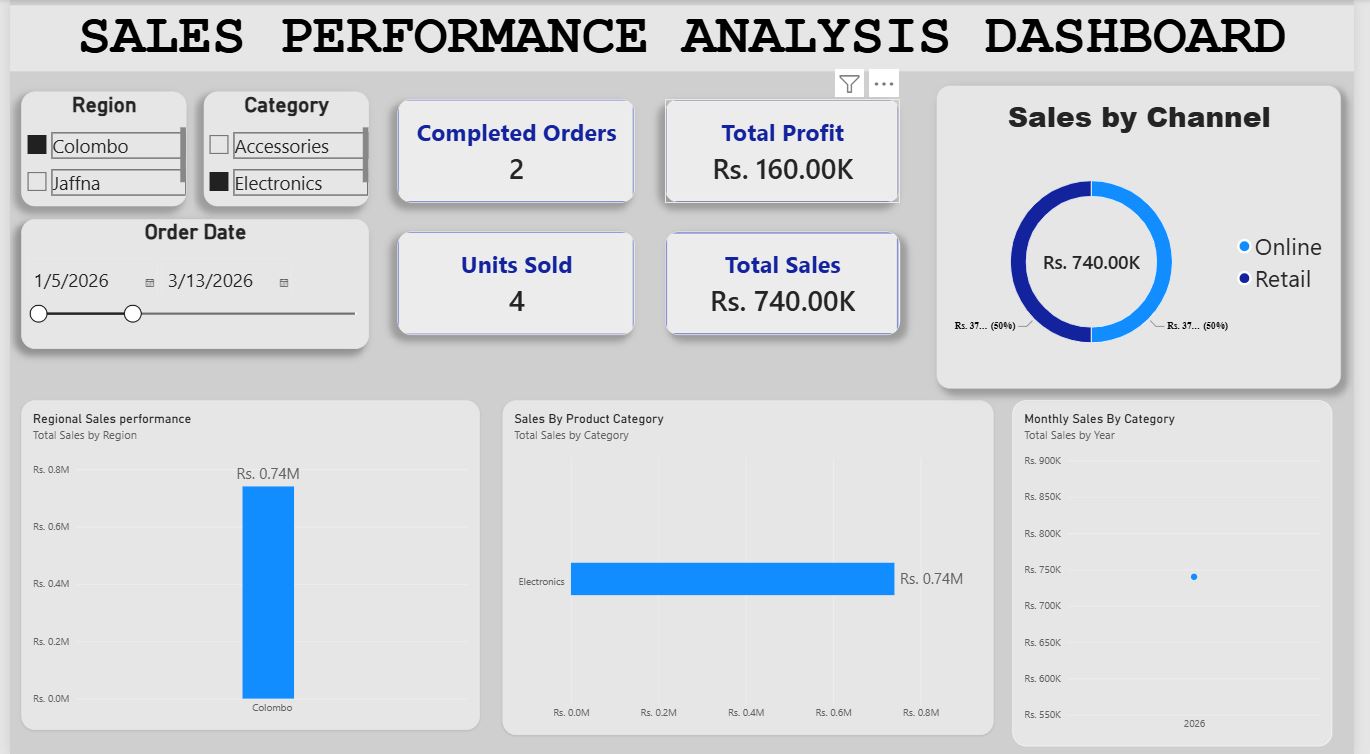 SALES PERFORMANCE ANALYSIS DASHBOARD
Region
Colombo
Jaffna
Category
Accessories
Electronics
Order Date
1/5/2026
3/13/2026
Completed Orders
2
Total Profit
Rs. 160.00K
Units Sold
4
Total Sales
Rs. 740.00K
Sales by Channel
Rs. 740.00K
Rs. 37... (50%)
Rs. 37... (50%)
Online
Retail
Regional Sales performance
Total Sales by Region
Rs. 0.8M
Rs. 0.6M
Rs. 0.4M
Rs. 0.2M
Rs. 0.0M
Rs. 0.74M
Colombo
Sales By Product Category
Total Sales by Category
Electronics
Rs. 0.74M
Rs. 0.0M
Rs. 0.2M
Rs. 0.4M
Rs. 0.6M
Rs. 0.8M
Monthly Sales By Category
Total Sales by Year
Rs. 900K
Rs. 850K
Rs. 800K
Rs. 750K
Rs. 700K
Rs. 650K
Rs. 600K
Rs. 550K
2026